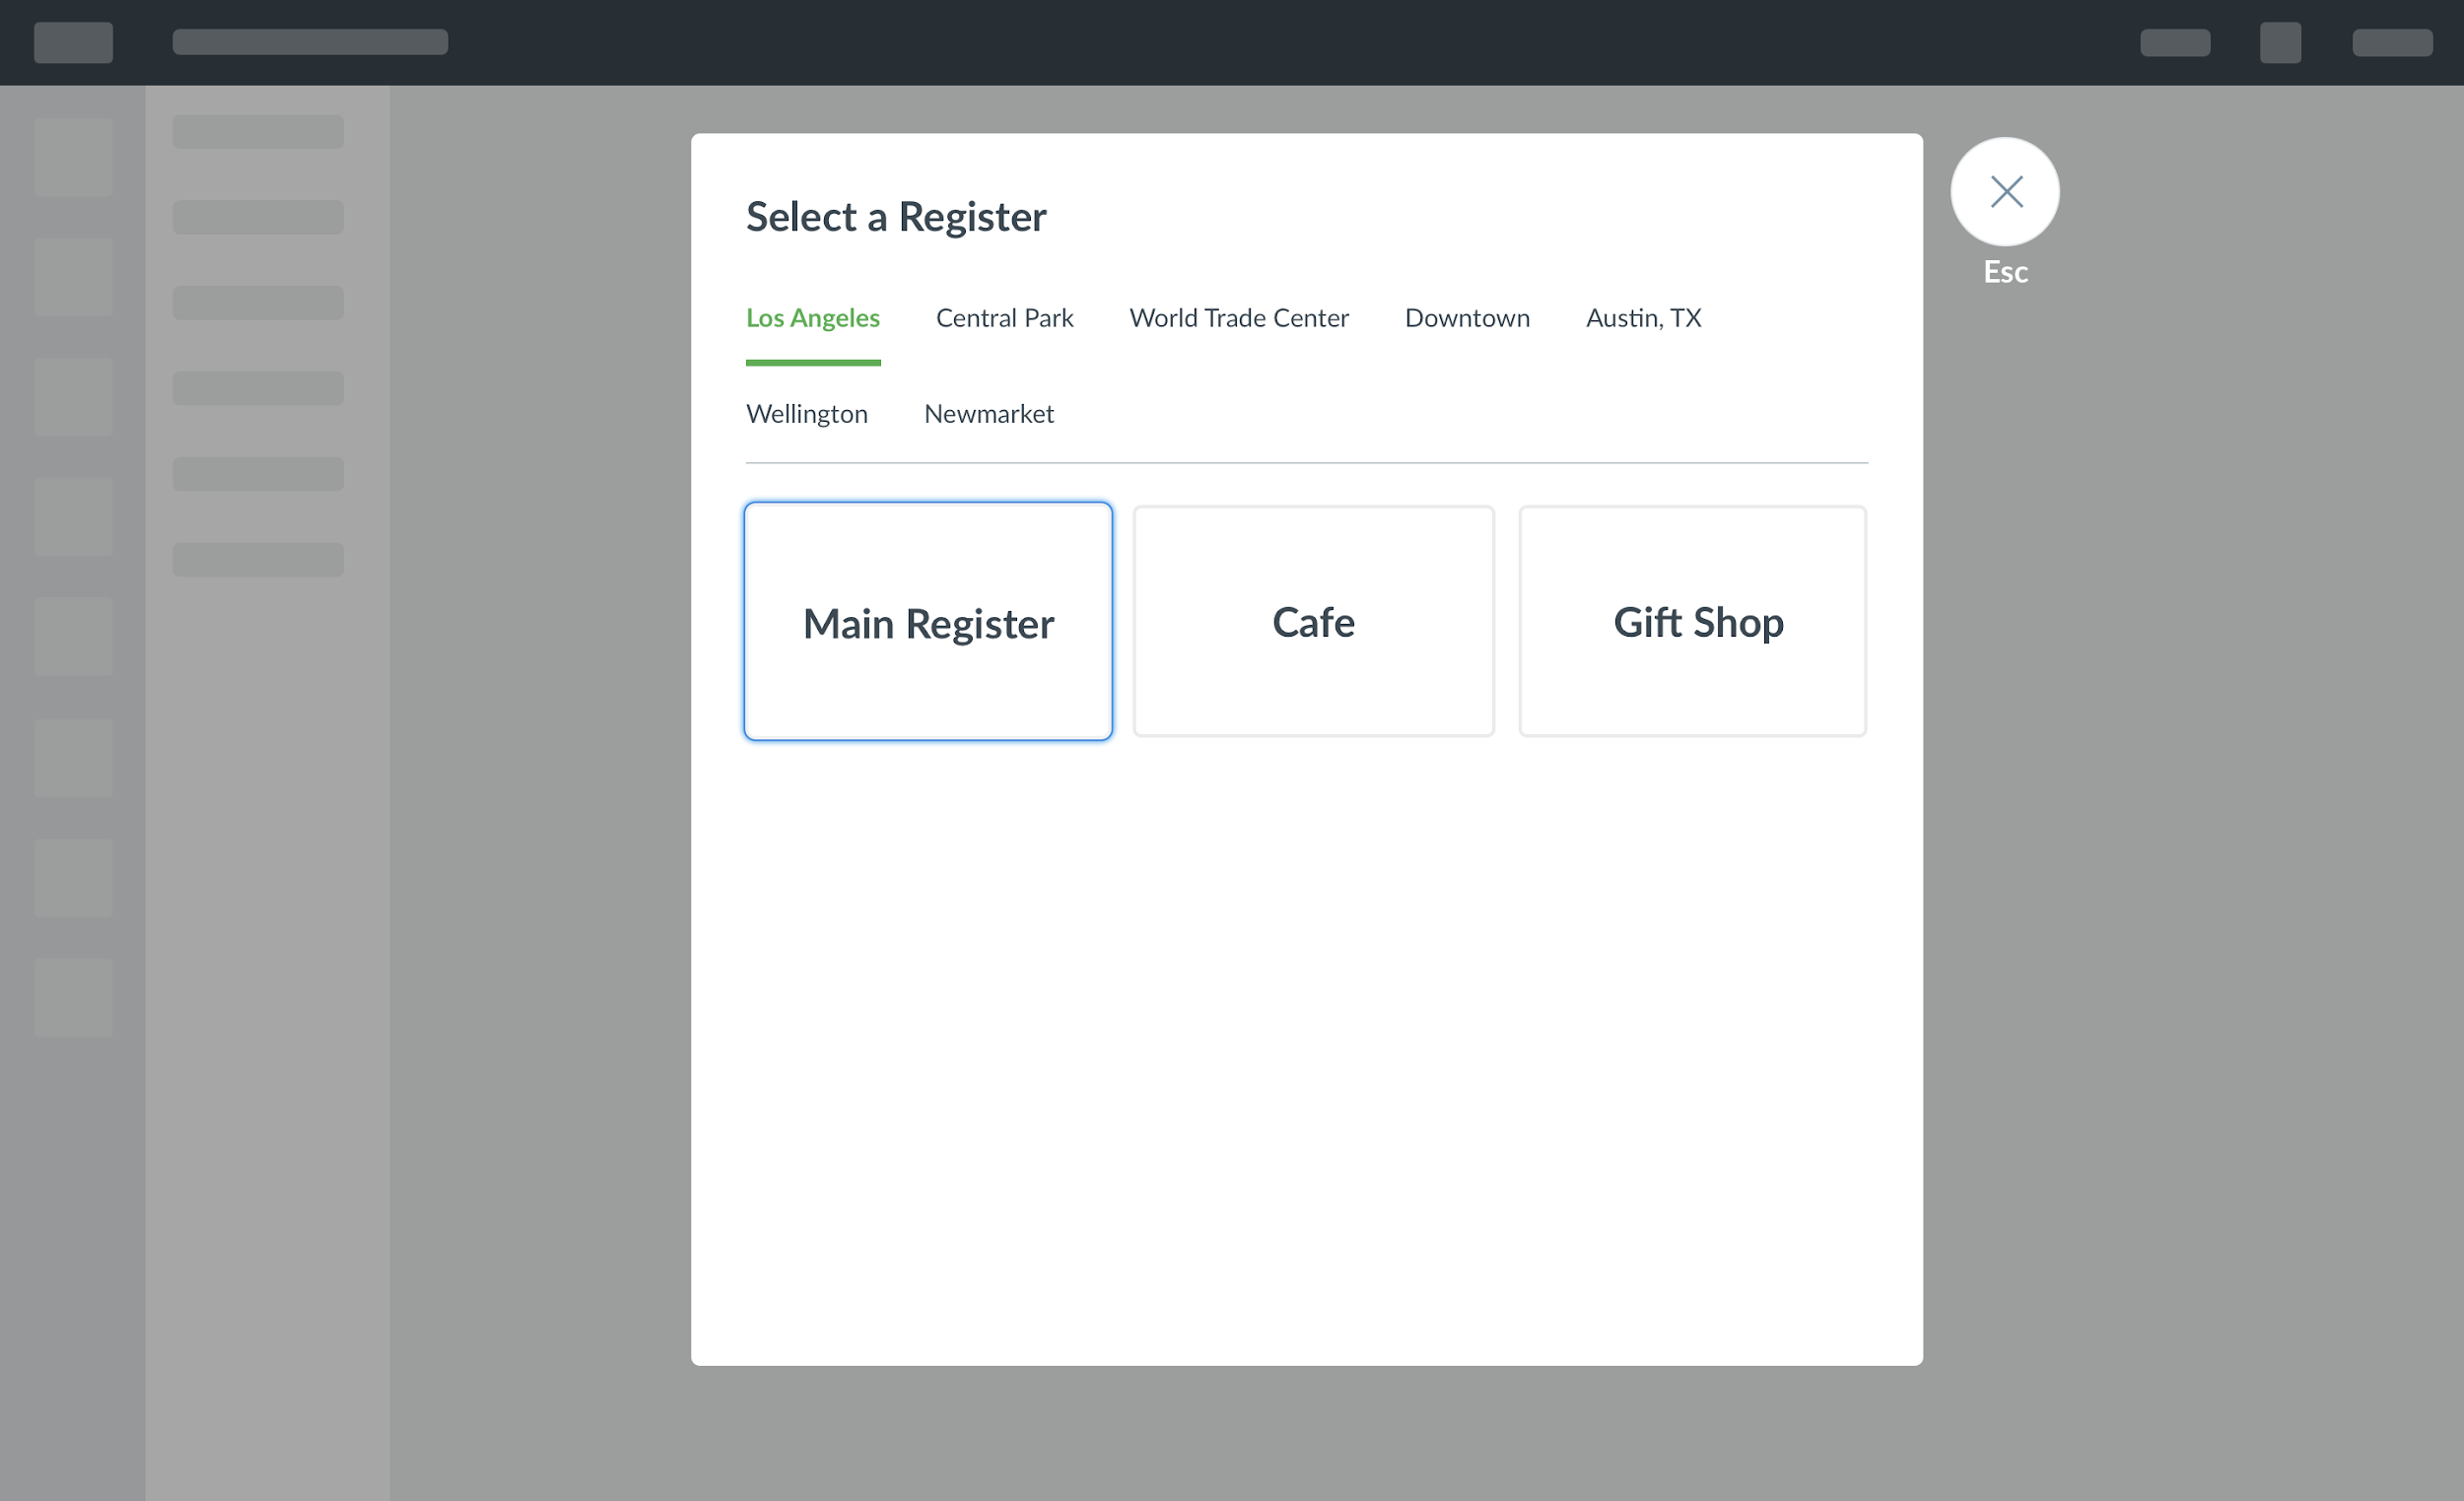 Select a Register
Esc
Los Angeles Central Park World Trade Center Downtown Austin, TX
Wellington Newmarket
Main Register Cafe Gift Shop